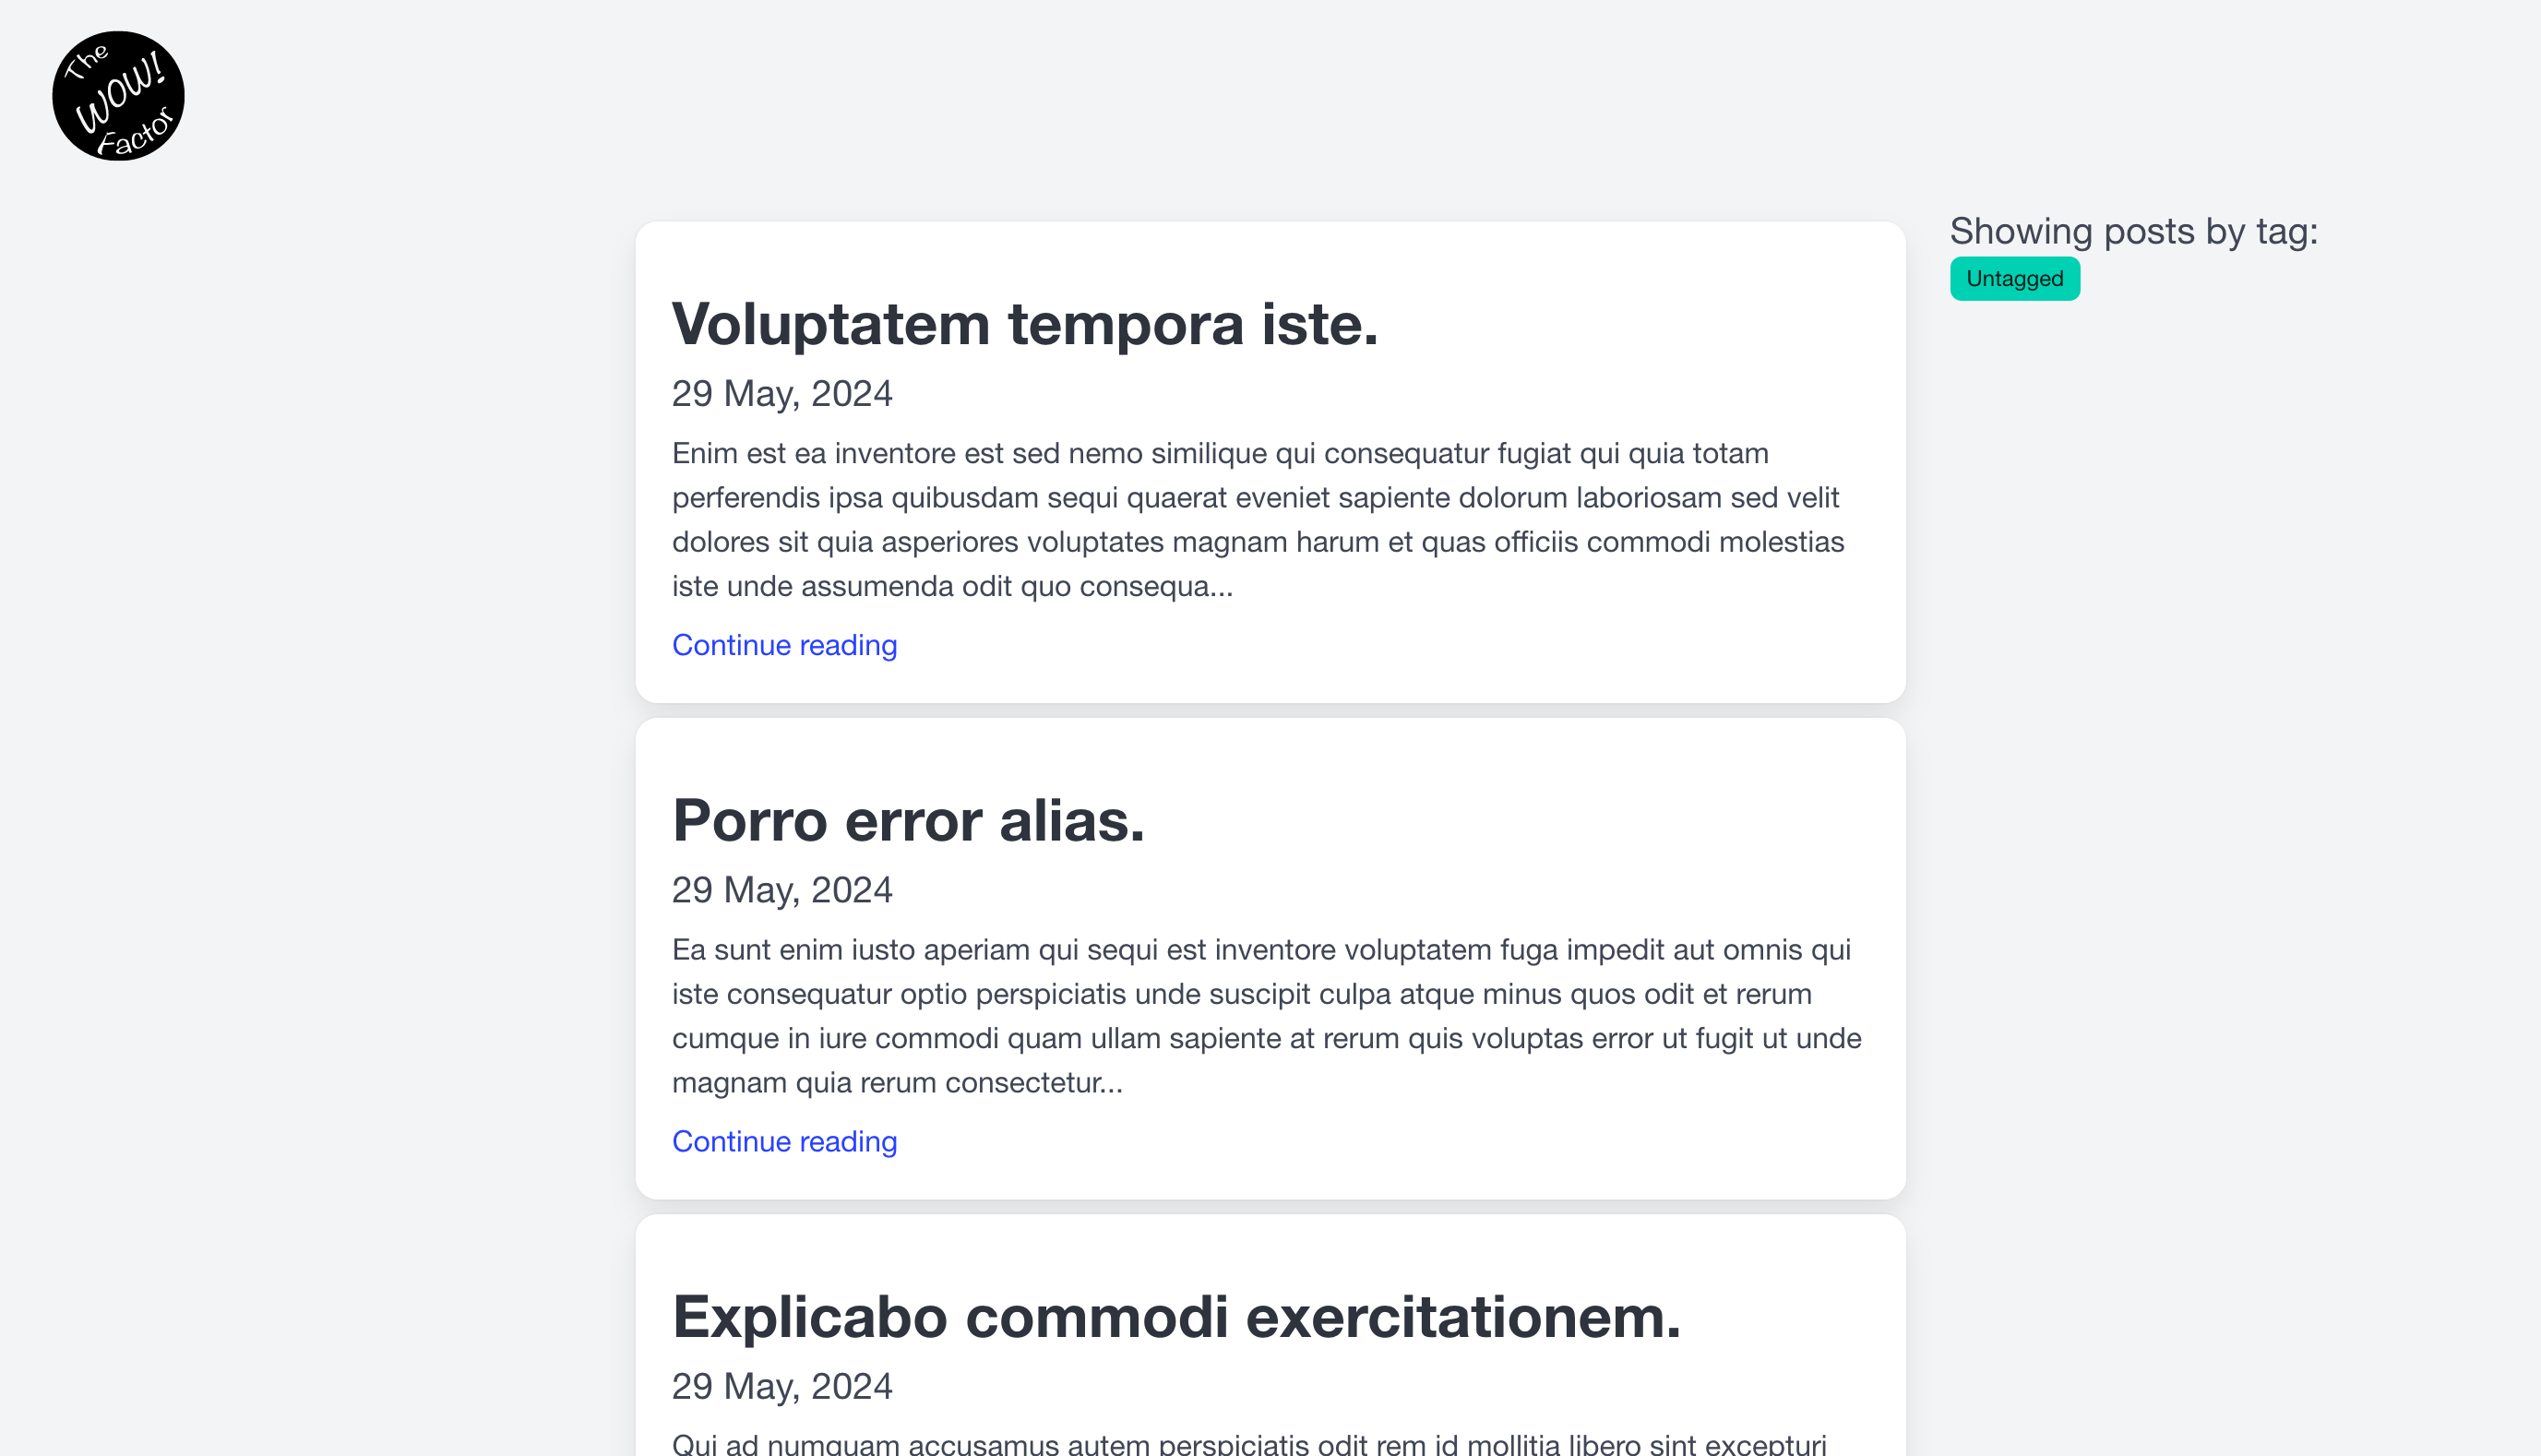 The
WOW!
Factor
Voluptatem tempora iste.
29 May, 2024
Enim est ea inventore est sed nemo similique qui consequatur fugiat qui quia totam
perferendis ipsa quibusdam sequi quaerat eveniet sapiente dolorum laboriosam sed velit
dolores sit quia asperiores voluptates magnam harum et quas officiis commodi molestias
iste unde assumenda odit quo consequa...
Continue reading
Showing posts by tag:
Untagged
Porro error alias.
29 May, 2024
Ea sunt enim iusto aperiam qui sequi est inventore voluptatem fuga impedit aut omnis qui
iste consequatur optio perspiciatis unde suscipit culpa atque minus quos odit et rerum
cumque in iure commodi quam ullam sapiente at rerum quis voluptas error ut fugit ut unde
magnam quia rerum consectetur...
Continue reading
Explicabo commodi exercitationem.
29 May, 2024
Qui ad numquam accusamus autem perspiciatis odit rem id mollitia libero sint excepturi